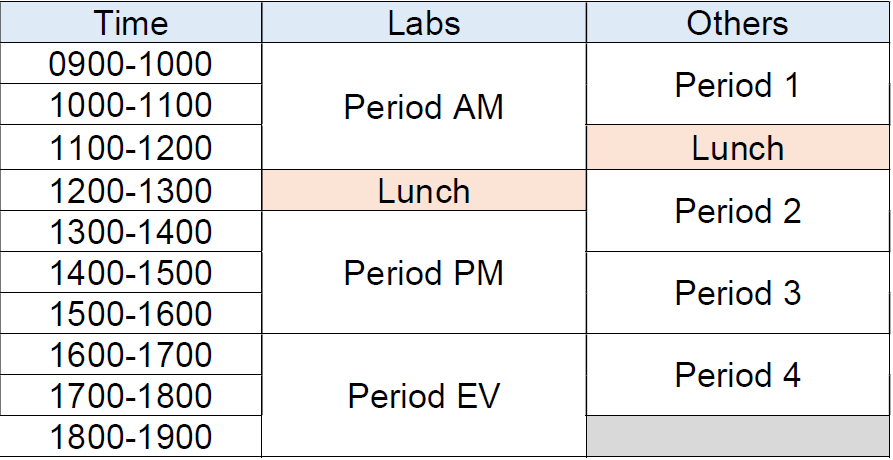 Time Labs Others
0900-1000
Period AM
Period 1
1000-1100
1100-1200
Lunch
1200-1300
Lunch
Period 2
1300-1400
Period PM
1400-1500
Period 3
1500-1600
1600-1700
Period EV
Period 4
1700-1800
1800-1900